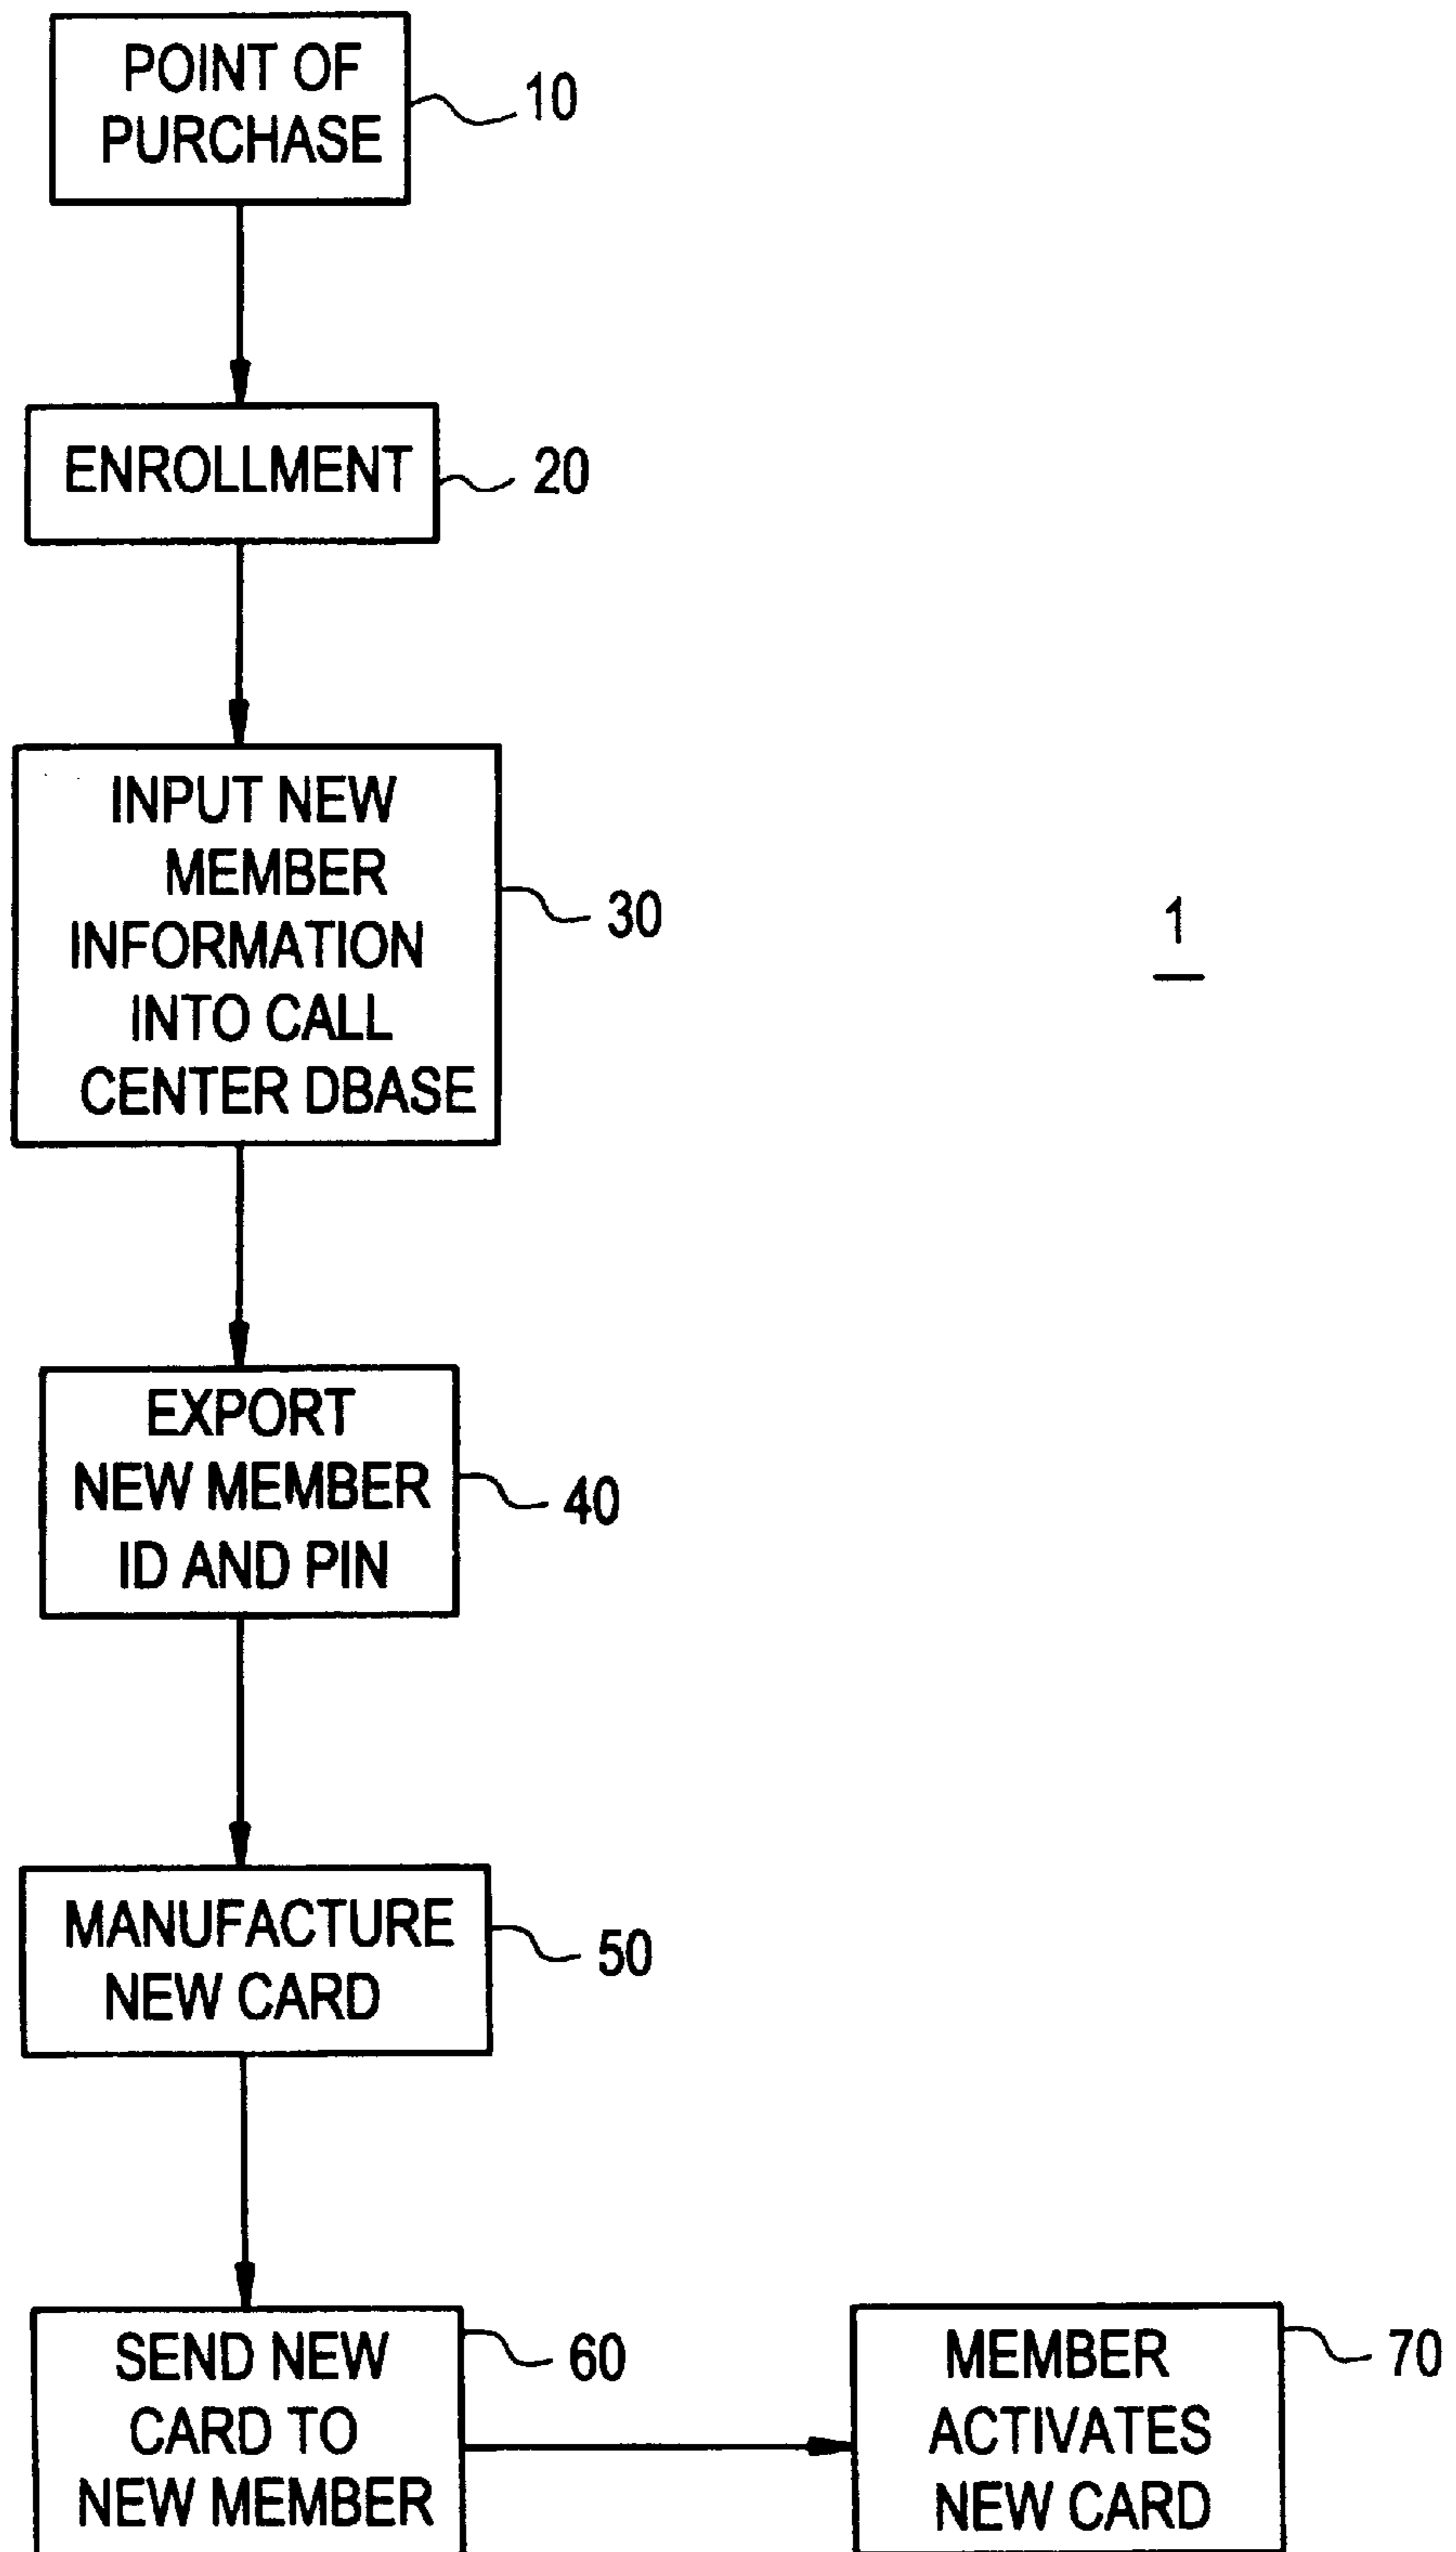 POINT OF
PURCHASE
10
ENROLLMENT
20
INPUT NEW
MEMBER
INFORMATION
INTO CALL
CENTER DBASE
30
1
EXPORT
NEW MEMBER
ID AND PIN
40
MANUFACTURE
NEW CARD
50
SEND NEW
CARD TO
NEW MEMBER
60
MEMBER
ACTIVATES
NEW CARD
70